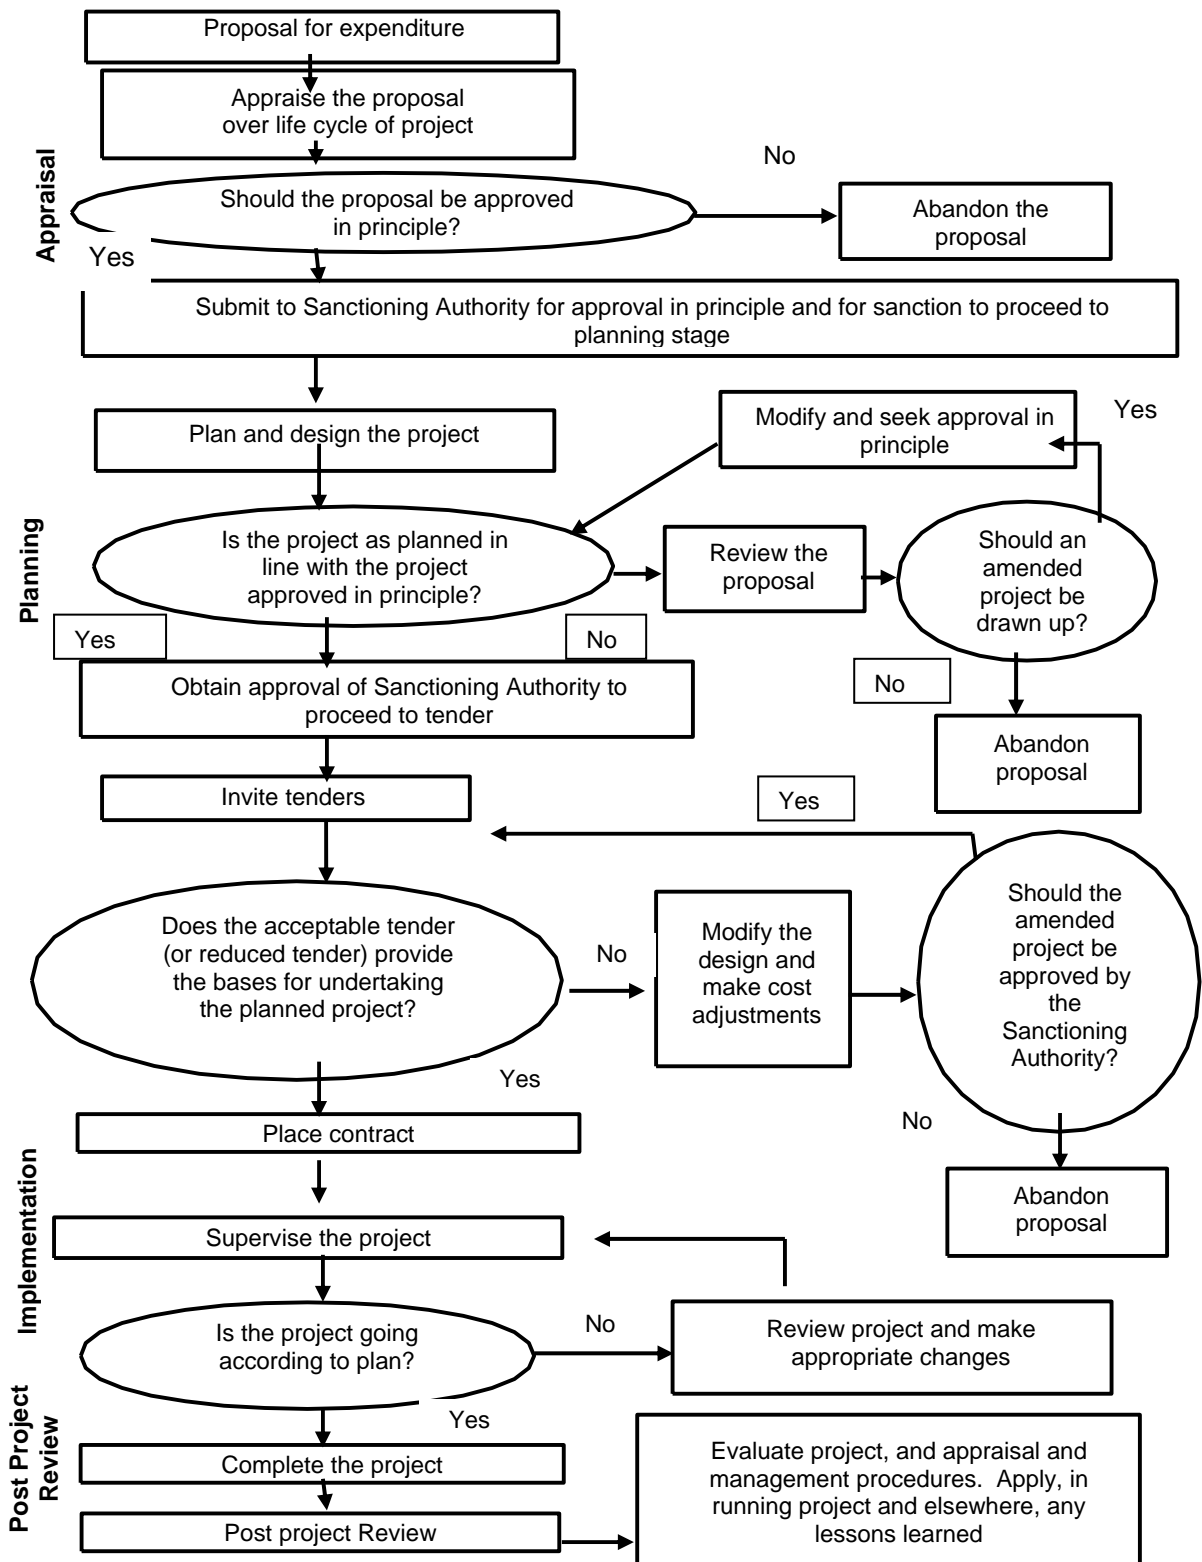 Proposal for expenditure
Appraise the proposal
over life cycle of project
Appraisal
No
Should the proposal be approved
in principle?
Abandon the
proposal
Yes
Submit to Sanctioning Authority for approval in principle and for sanction to proceed to
planning stage
Plan and design the project
Modify and seek approval in
principle
Yes
Planning
Is the project as planned in
line with the project
approved in principle?
Review the
proposal
Should an
amended
project be
drawn up?
Yes
No
No
Obtain approval of Sanctioning Authority to
proceed to tender
Abandon
proposal
Invite tenders
Yes
Does the acceptable tender
(or reduced tender) provide
the bases for undertaking
the planned project?
No
Modify the
design and
make cost
adjustments
Should the
amended
project be
approved by
the
Sanctioning
Authority?
Yes
No
Place contract
Abandon
proposal
Implementation
Supervise the project
Is the project going
according to plan?
No
Review project and make
appropriate changes
Yes
Post Project
Review
Complete the project
Post project Review
Evaluate project, and appraisal and
management procedures.  Apply, in
running project and elsewhere, any
lessons learned